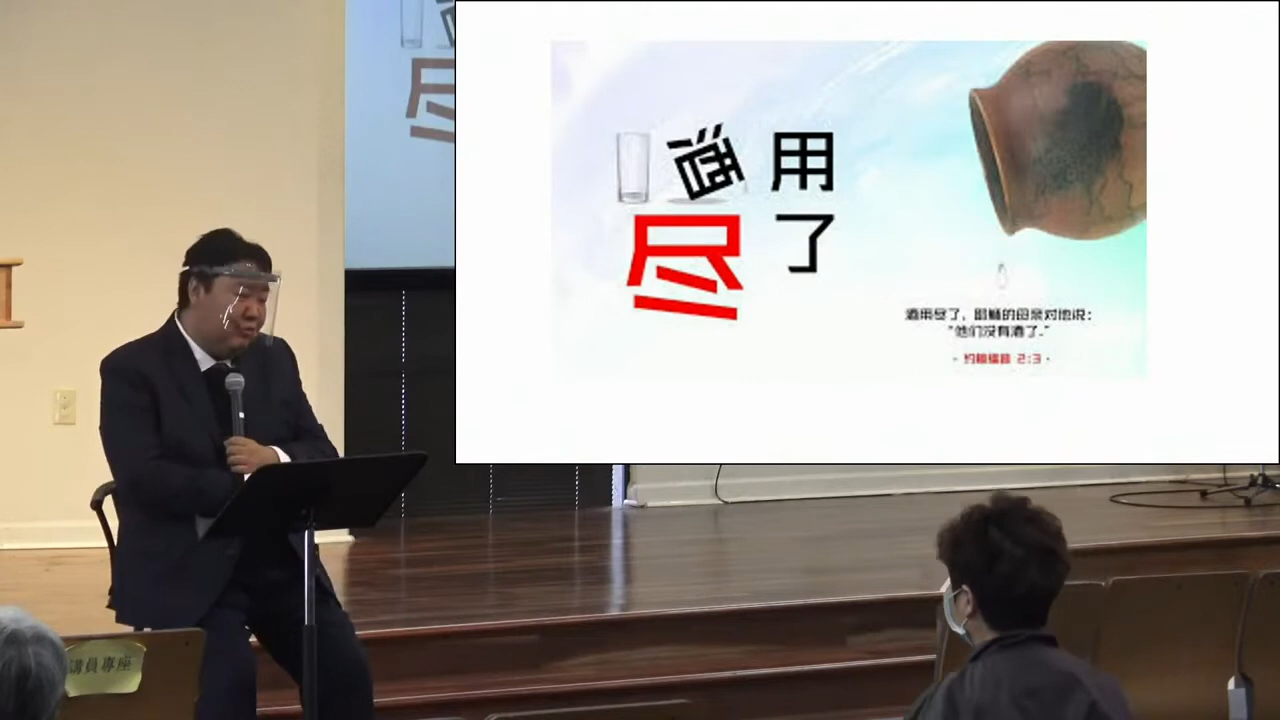 酒用
尽了
酒用尽了，耶稣的母亲对他说：
"他们没有酒了."
- 约翰福音 2:3 -
講員專座